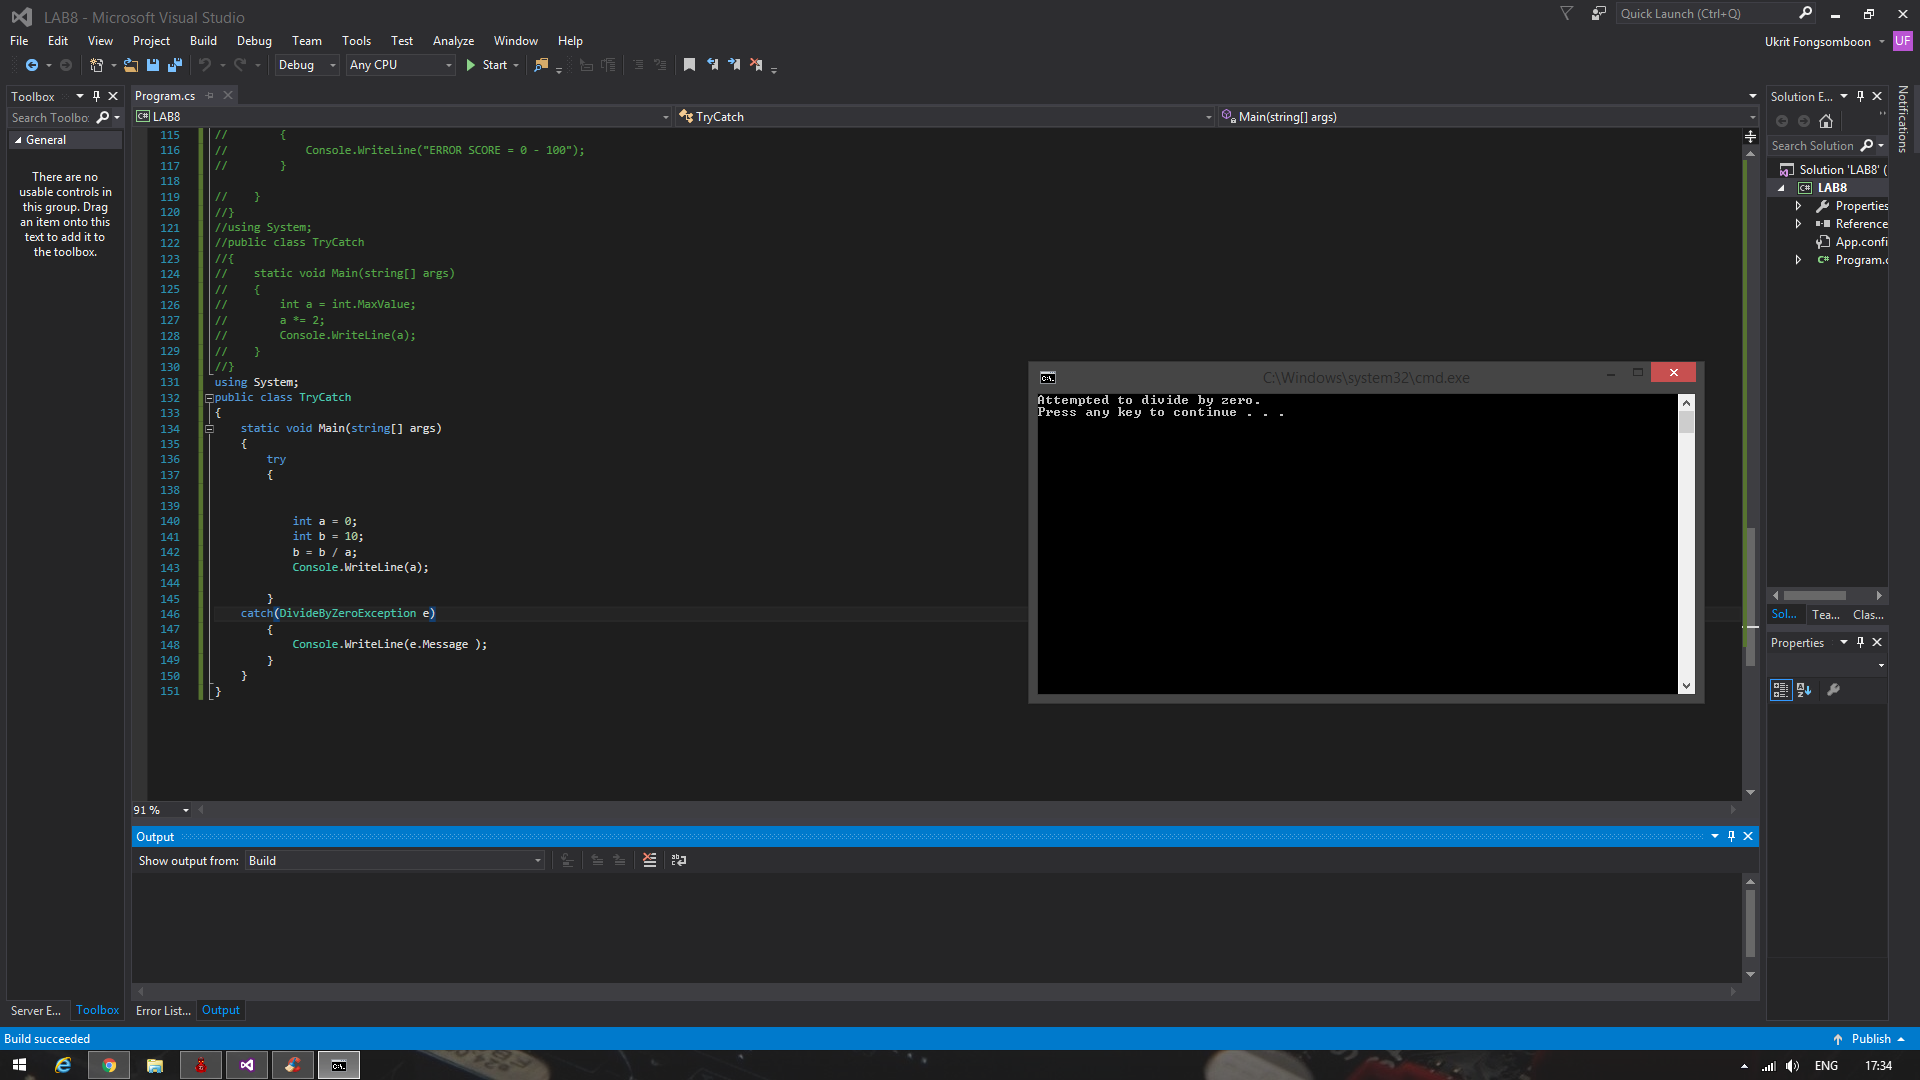 LAB8 - Microsoft Visual Studio
Quick Launch (Ctrl+Q)
File Edit View Project Build Debug Team Tools Test Analyze Window Help
Ukrit Fongsomboon UF
Debug Any CPU Start
Toolbox
Search Toolbo
General
There are no
usable controls in
this group. Drag
an item onto this
text to add it to
the toolbox.
Program.cs
LAB8 TryCatch Main(string[] args)
115 // {
116 // Console.WriteLine("ERROR SCORE = 0 - 100");
117 // }
118
119 // }
120 //}
121 //using System;
122 //public class TryCatch
123 //{
124 // static void Main(string[] args)
125 // {
126 // int a = int.MaxValue;
127 // a *= 2;
128 // Console.WriteLine(a);
129 // }
130 //}
131 using System;
132 public class TryCatch
133 {
134 static void Main(string[] args)
135 {
136 try
137 {
138
139
140 int a = 0;
141 int b = 10;
142 b = b / a;
143 Console.WriteLine(a);
144
145 }
146 catch(DivideByZeroException e)
147 {
148 Console.WriteLine(e.Message );
149 }
150 }
151 }
91 %
C:\Windows\system32\cmd.exe
Attempted to divide by zero.
Press any key to continue . . .
Output
Show output from: Build
Server E... Toolbox Error List... Output
Solution E...
Search Solution
Solution 'LAB8' (
C# LAB8
Properties
Reference
App.confi
C# Program.c
Sol... Tea... Clas...
Properties
Notifications
Build succeeded
Publish
ENG 17:34